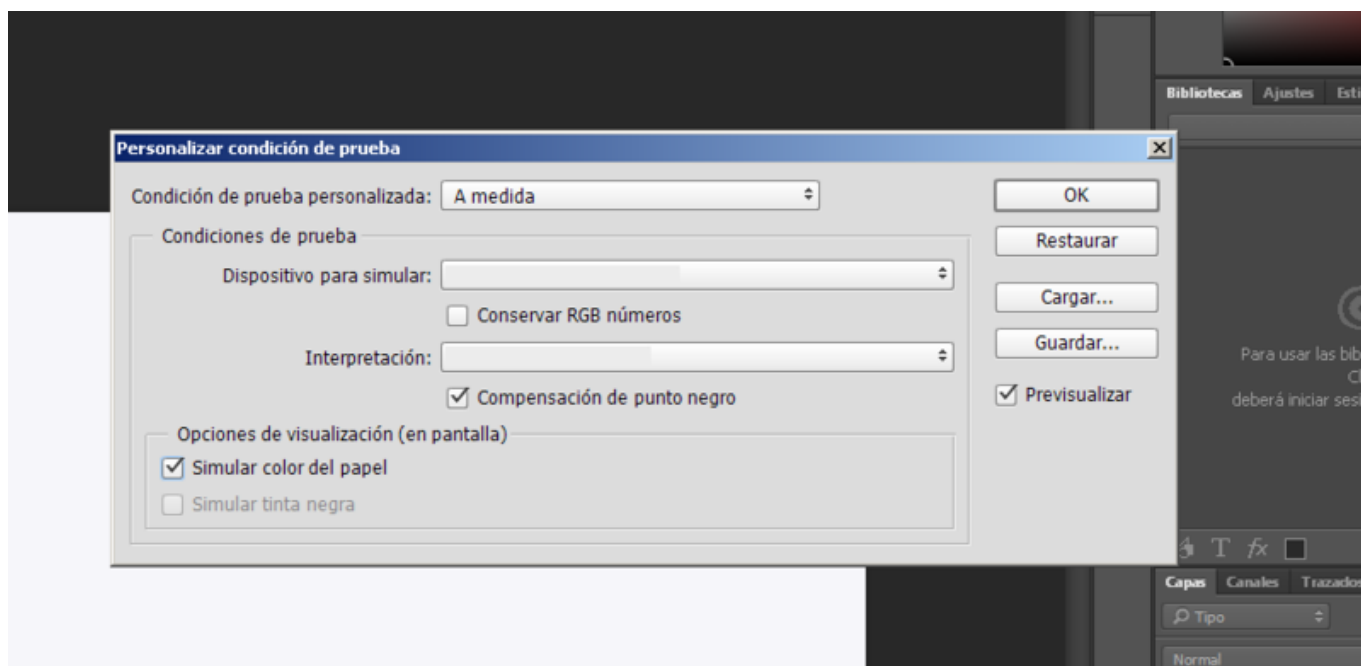 Bibliotecas Ajustes
Personalizar condición de prueba
Condición de prueba personalizada: A medida
OK
Condiciones de prueba
Restaurar
Dispositivo para simular:
Cargar...
Conservar RGB números
Guardar...
Interpretación:
Para usar las
Compensación de punto negro
Previsualizar
deberá iniciar
Opciones de visualización (en pantalla)
Simular color del papel
Simular tinta negra
T fx
Capas Canales Trazados
Tipo
Normal